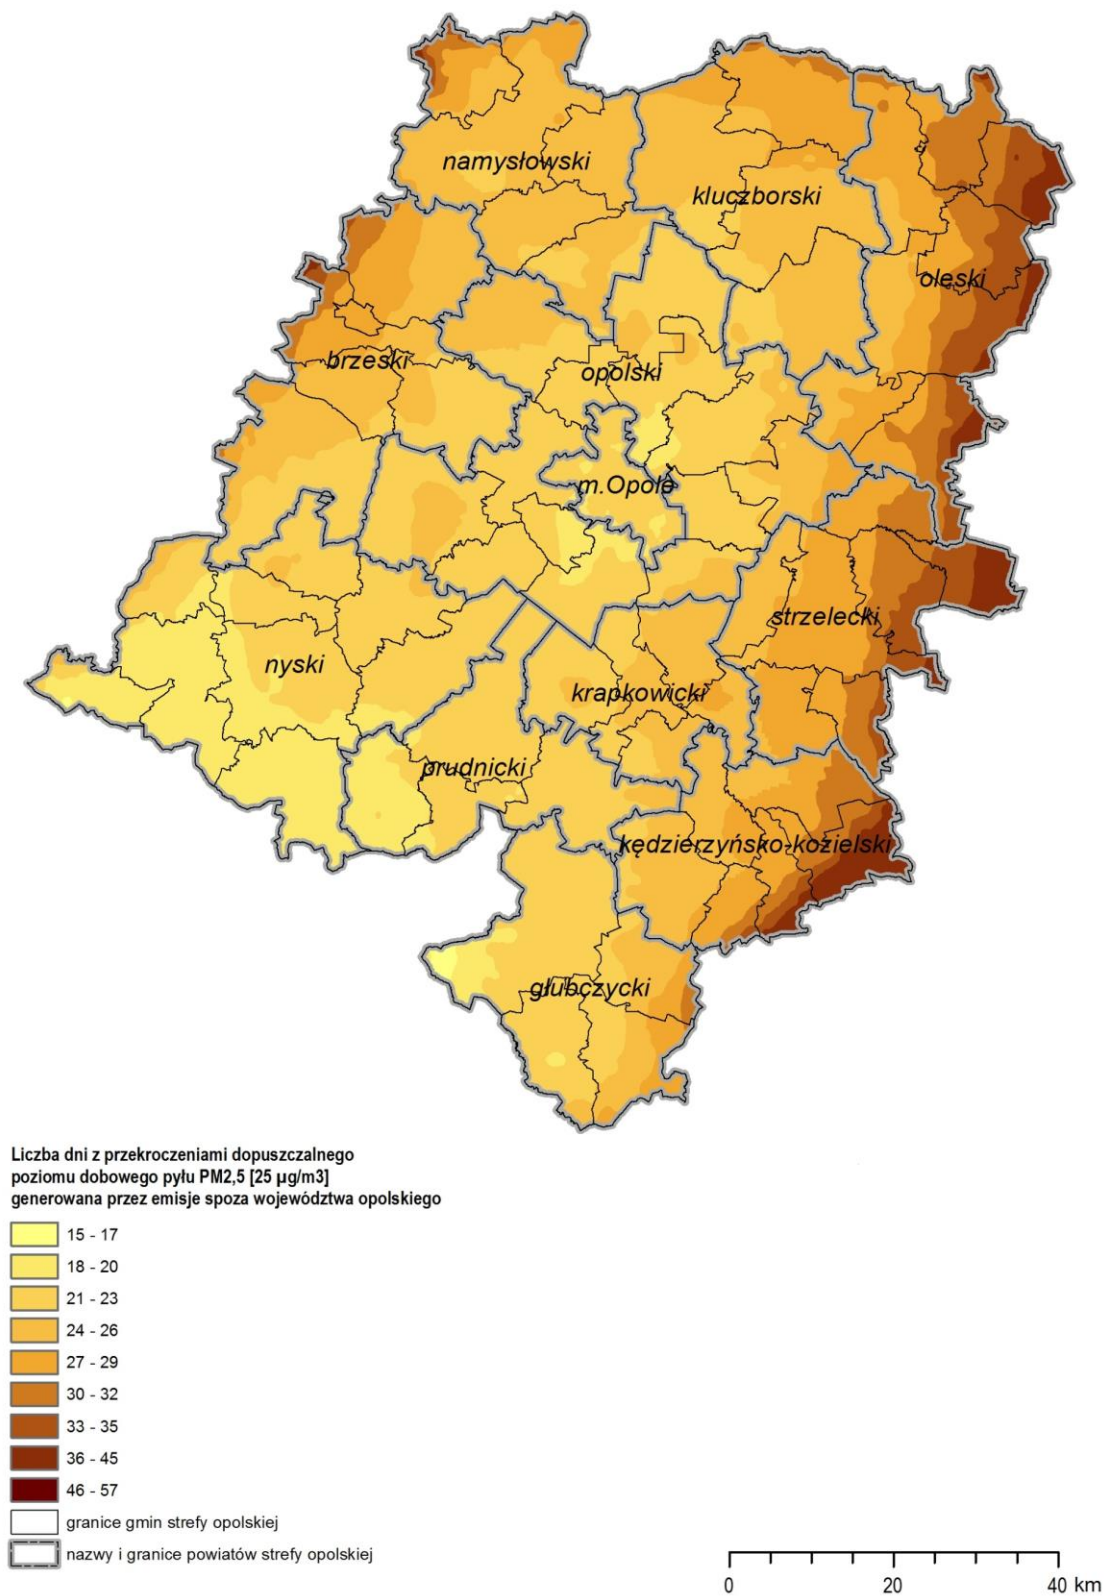 namysłowski
kluczborski
oleski
brzeski
opolski
m.Opole
strzelecki
nyski
krapkowicki
prudnicki
kędzierzyńsko-kozielski
głubczycki
Liczba dni z przekroczeniami dopuszczalnego
poziomu dobowego pyłu PM2,5 [25 µg/m3]
generowana przez emisje spoza województwa opolskiego
15 - 17
18 - 20
21 - 23
24 - 26
27 - 29
30 - 32
33 - 35
36 - 45
46 - 57
granice gmin strefy opolskiej
nazwy i granice powiatów strefy opolskiej
0 20 40 km